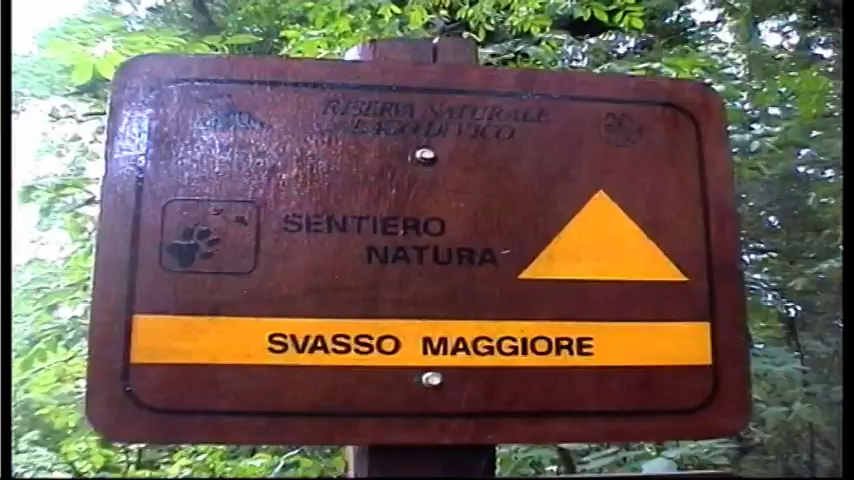 RISERVA NATURALE
LAGO DI VICO
SENTIERO
NATURA
SVASSO MAGGIORE